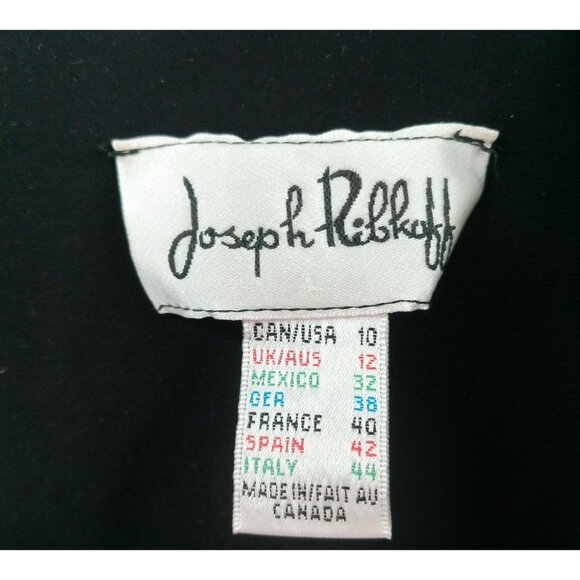 Joseph Ribkoff
CAN/USA 10
UK/AUS 12
MEXICO 32
GER 38
FRANCE 40
SPAIN 42
ITALY 44
MADE IN/FAIT AU
CANADA